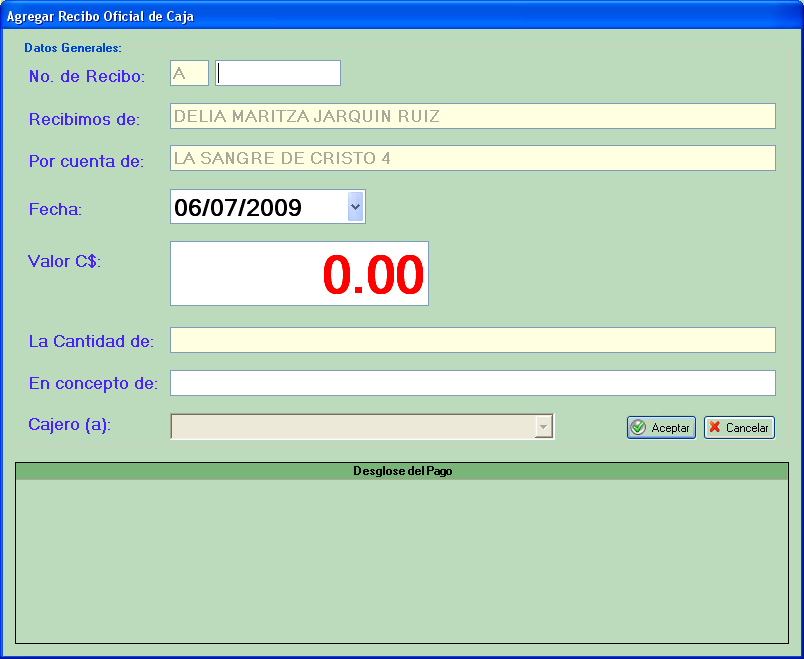 Agregar Recibo Oficial de Caja
Datos Generales:
No. de Recibo: A
Recibimos de: DELIA MARITZA JARQUIN RUIZ
Por cuenta de: LA SANGRE DE CRISTO 4
Fecha: 06/07/2009
Valor C$: 0.00
La Cantidad de:
En concepto de:
Cajero (a): Aceptar Cancelar
Desglose del Pago